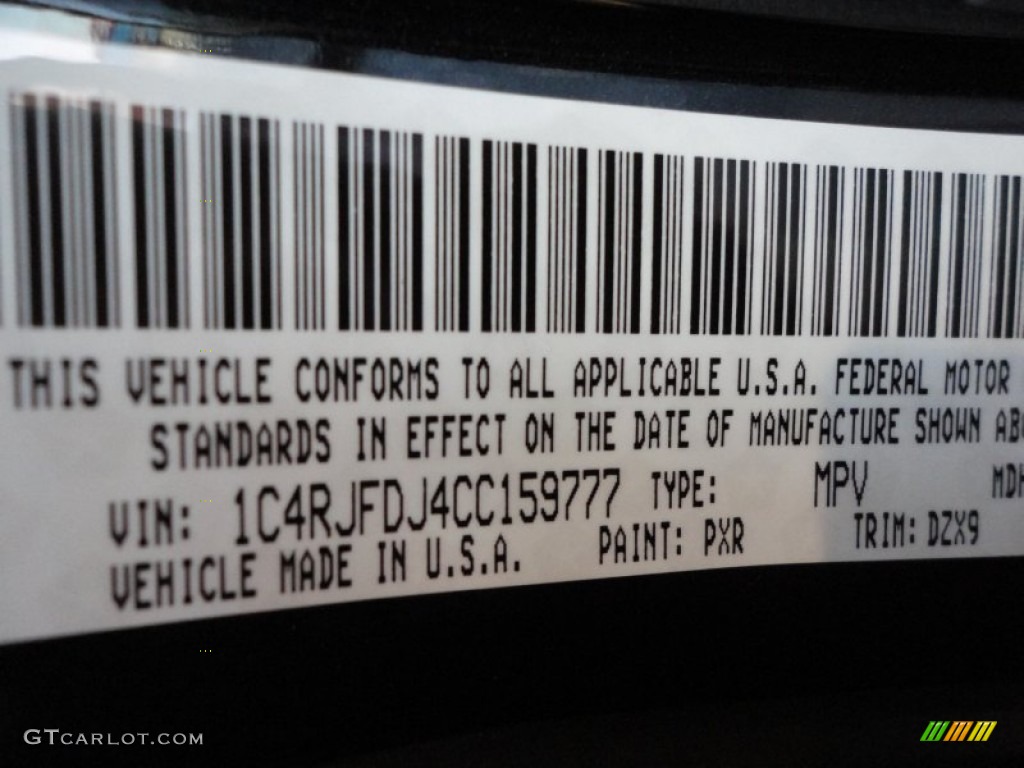 THIS VEHICLE CONFORMS TO ALL APPLICABLE U.S.A. FEDERAL MOTOR
STANDARDS IN EFFECT ON THE DATE OF MANUFACTURE SHOWN
VIN: 1C4RJFDJ4CC159777 TYPE: MPV MDH
VEHICLE MADE IN U.S.A. PAINT: PXR TRIM: DZX9
GTCARLOT.COM